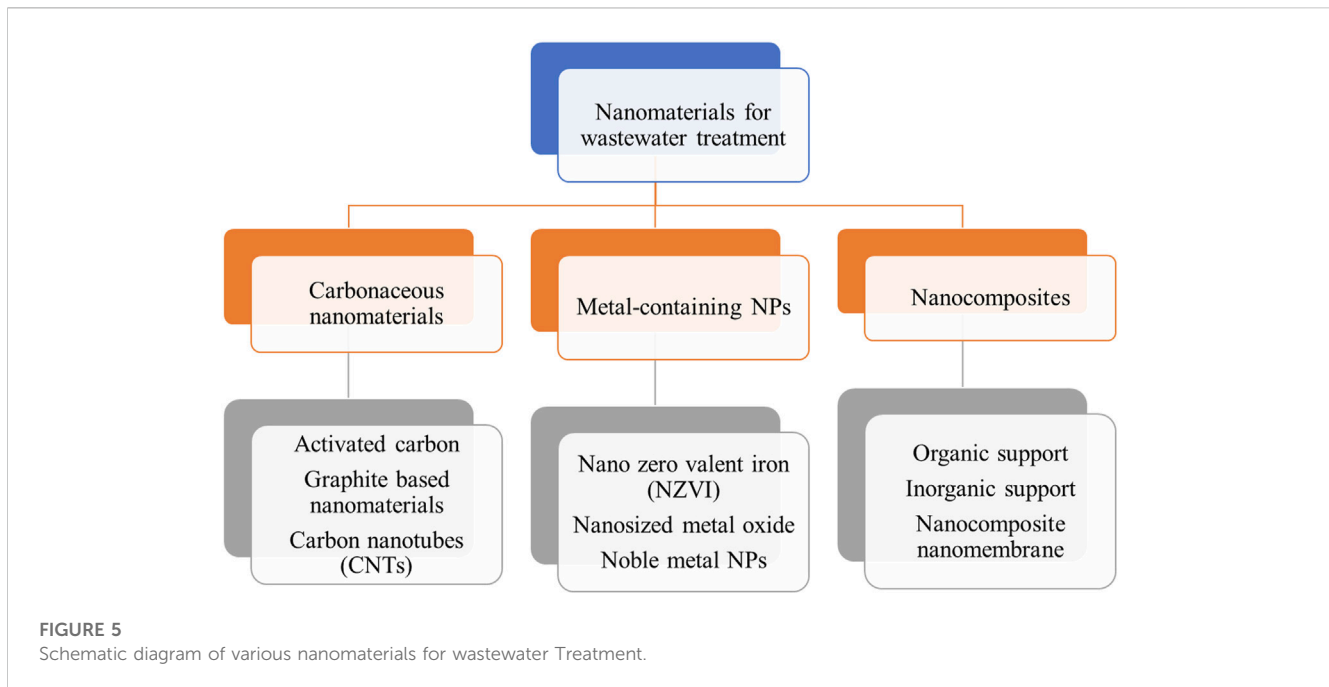 Nanomaterials for
wastewater treatment
Carbonaceous
nanomaterials
Metal-containing NPs
Nanocomposites
Activated carbon
Graphite based
nanomaterials
Carbon nanotubes
(CNTs)
Nano zero valent iron
(NZVI)
Nanosized metal oxide
Noble metal NPs
Organic support
Inorganic support
Nanocomposite
nanomembrane
FIGURE 5
Schematic diagram of various nanomaterials for wastewater Treatment.